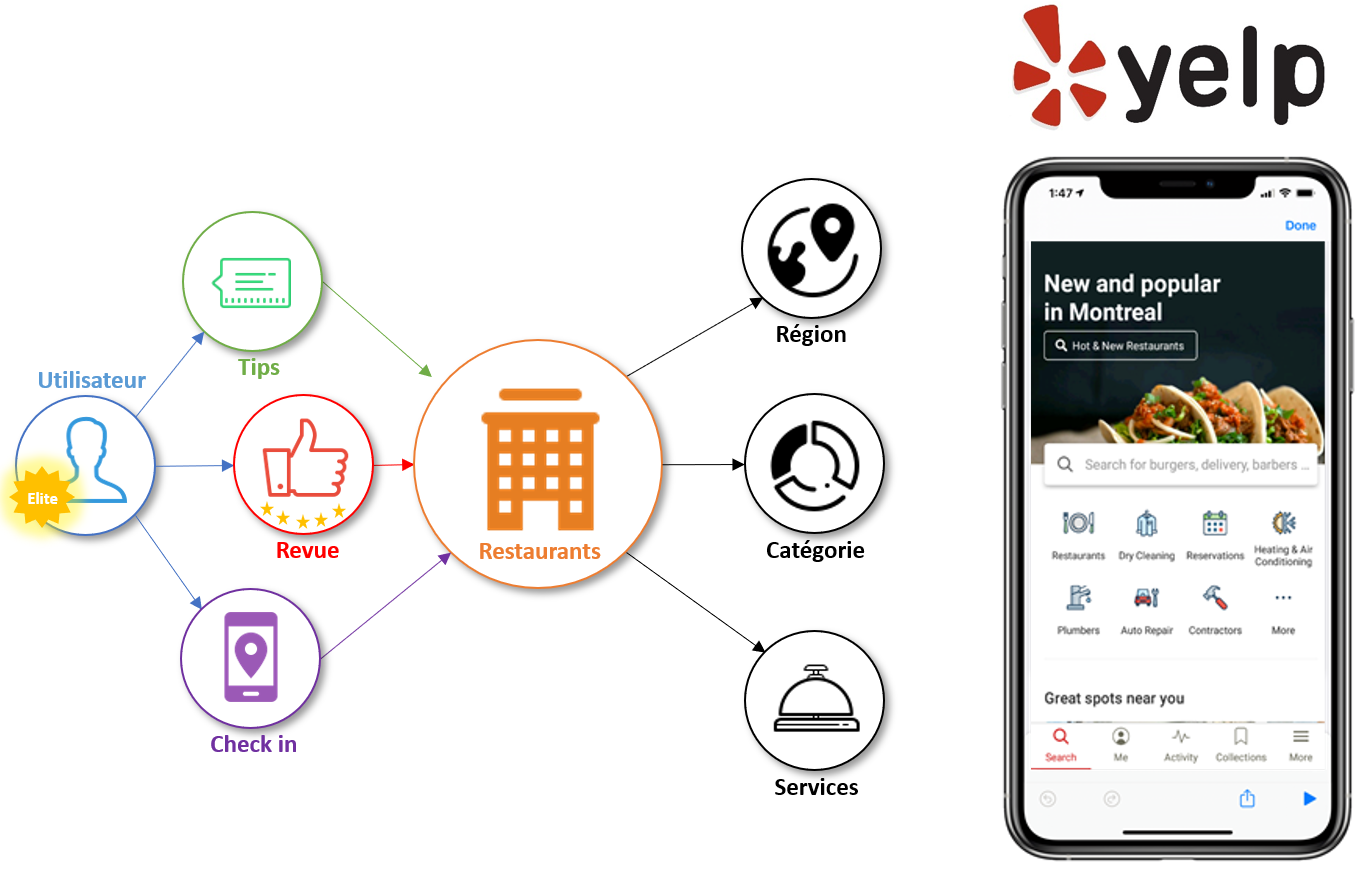 yelp
Utilisateur
Elite
Tips
Revue
Check in
Restaurants
Région
Catégorie
Services
1:47
Done
New and popular
in Montreal
Hot & New Restaurants
Search for burgers, delivery, barbers ...
Restaurants
Dry Cleaning
Reservations
Heating & Air
Conditioning
Plumbers
Auto Repair
Contractors
More
Great spots near you
Search
Me
Activity
Collections
More